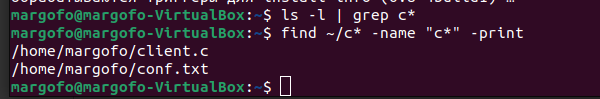 margofo@margofo-VirtualBox:~$ ls -l | grep c*
margofo@margofo-VirtualBox:~$ find ~/c* -name "c*" -print
/home/margofo/client.c
/home/margofo/conf.txt
margofo@margofo-VirtualBox:~$